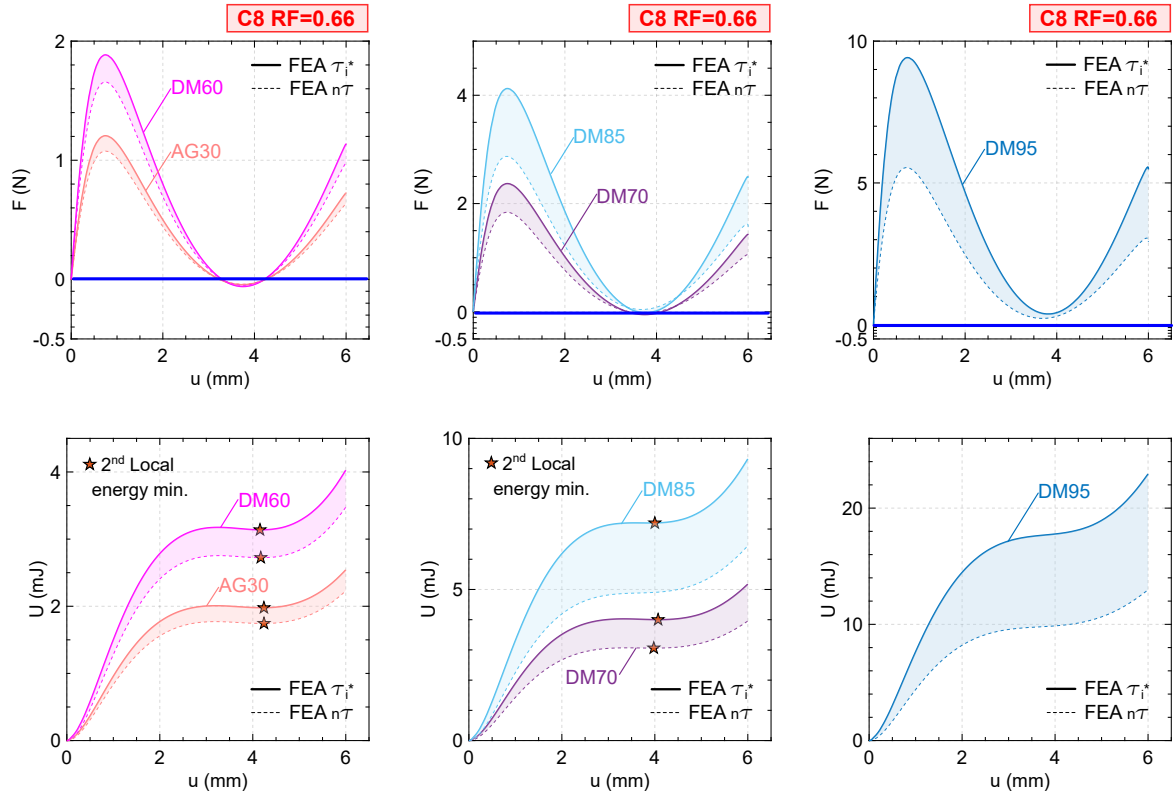 C8 RF=0.66
2
1
0
-0.5
F (N)
0
2
4
6
u (mm)
DM60
AG30
FEA τi*
FEA nτ
C8 RF=0.66
4
2
0
-0.5
F (N)
0
2
4
6
u (mm)
DM85
DM70
FEA τi*
FEA nτ
C8 RF=0.66
10
5
0
-0.5
F (N)
0
2
4
6
u (mm)
DM95
FEA τi*
FEA nτ
4
2
0
U (mJ)
0
2
4
6
u (mm)
2nd Local
energy min.
DM60
AG30
FEA τi*
FEA nτ
10
5
0
U (mJ)
0
2
4
6
u (mm)
2nd Local
energy min.
DM85
DM70
FEA τi*
FEA nτ
20
10
0
U (mJ)
0
2
4
6
u (mm)
DM95
FEA τi*
FEA nτ